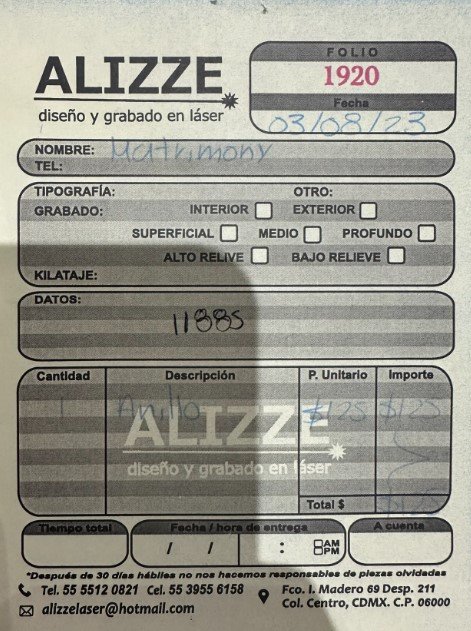 ALIZZE
diseño y grabado en láser
FOLIO
1920
Fecha
03/08/23
NOMBRE: Matrimony
TEL:
TIPOGRAFÍA: OTRO:
GRABADO: INTERIOR EXTERIOR
SUPERFICIAL MEDIO PROFUNDO
ALTO RELIVE BAJO RELIEVE
KILATAJE:
DATOS:
11885
Cantidad Descripción P. Unitario Importe
1 Anillo $125 $125
ALIZZE
diseño y grabado en láser
Total $ $125
Tiempo total Fecha / hora de entrega A cuenta
/ / : AM
PM
*Después de 30 días hábiles no nos hacemos responsables de piezas olvidadas
Tel. 55 5512 0821 Cel. 55 3955 6158
alizzelaser@hotmail.com
Fco. I. Madero 69 Desp. 211
Col. Centro, CDMX. C.P. 06000